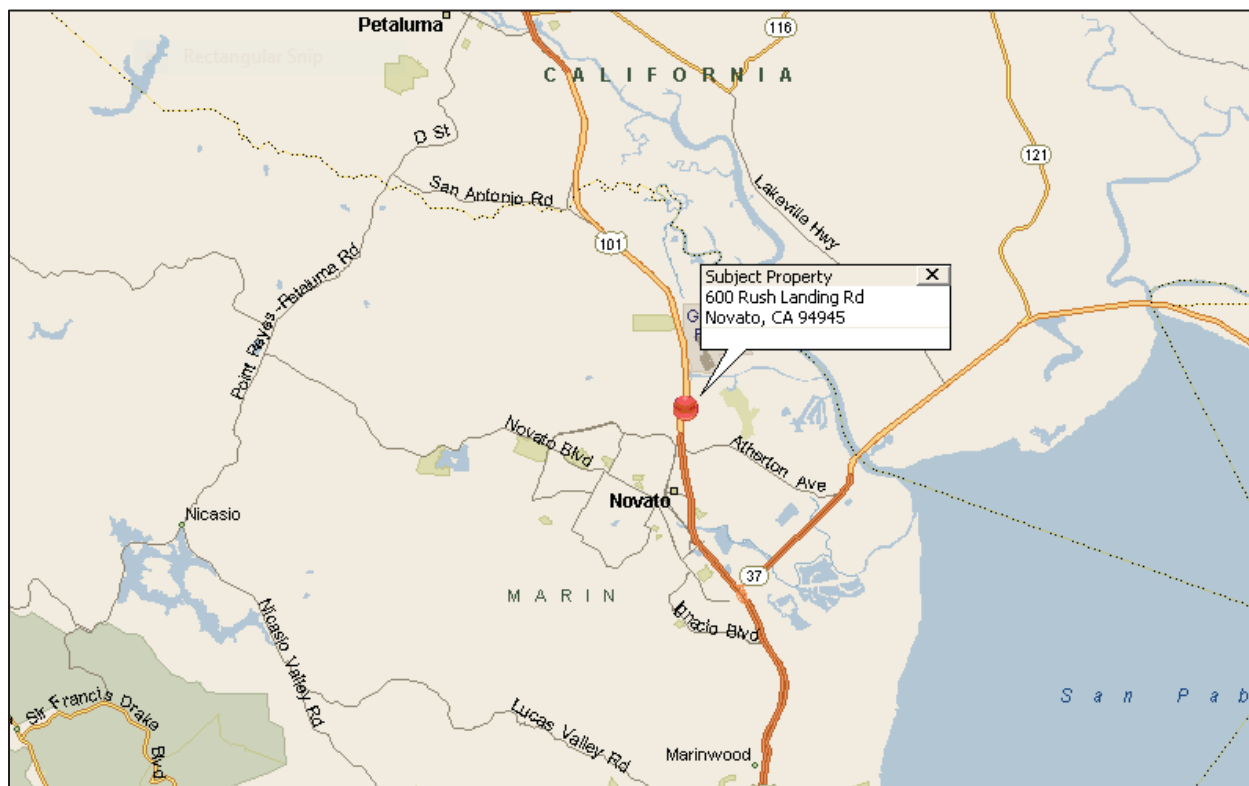 Petaluma
116
Rectangular Snip
CALIFORNIA
D St
121
San Antonio Rd
Lakeville Hwy
101
Point Reyes-Petaluma Rd
Subject Property
600 Rush Landing Rd
Novato, CA 94945
Novato Blvd
Atherton Ave
Novato
Nicasio
37
MARIN
Ignacio Blvd
Nicasio Valley Rd
Sir Francis Drake Blvd
Lucas Valley Rd
San Pab
Marinwood